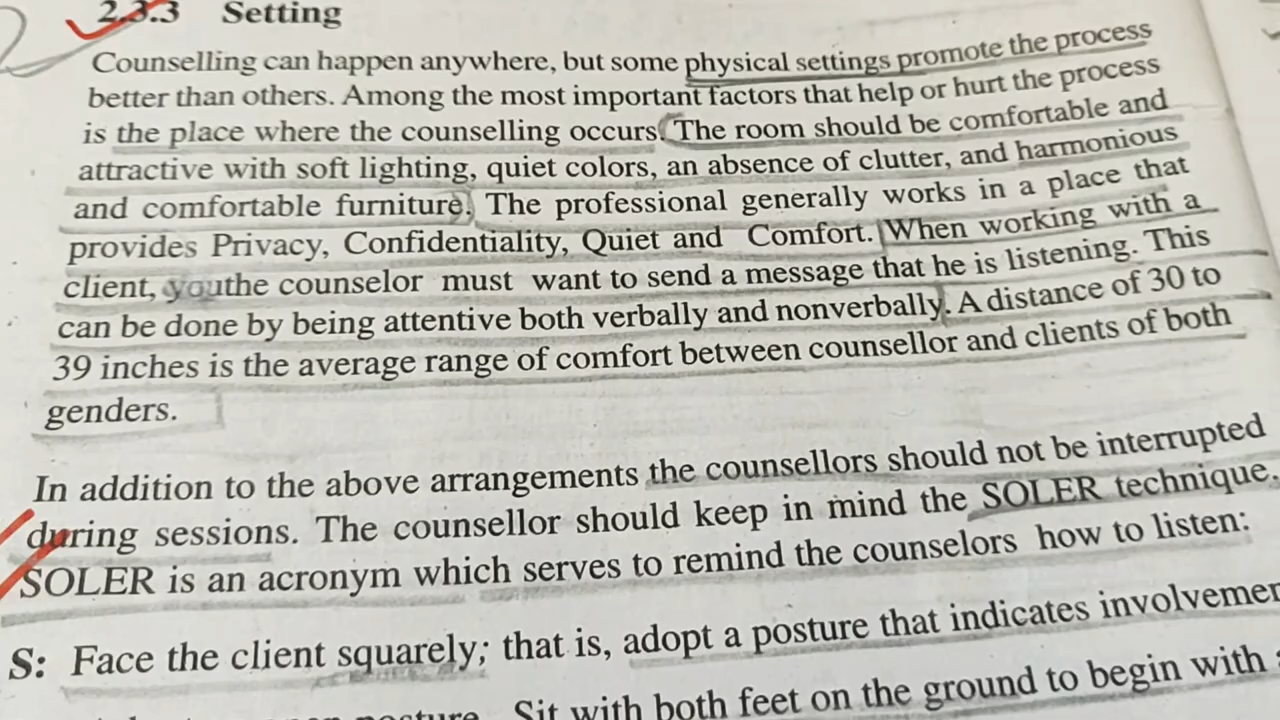 2.3.3 Setting
Counselling can happen anywhere, but some physical settings promote the process
better than others. Among the most important factors that help or hurt the process
is the place where the counselling occurs. The room should be comfortable and
attractive with soft lighting, quiet colors, an absence of clutter, and harmonious
and comfortable furniture. The professional generally works in a place that
provides Privacy, Confidentiality, Quiet and Comfort. When working with a
client, youthe counselor must want to send a message that he is listening. This
can be done by being attentive both verbally and nonverbally. A distance of 30 to
39 inches is the average range of comfort between counsellor and clients of both
genders.
In addition to the above arrangements the counsellors should not be interrupted
during sessions. The counsellor should keep in mind the SOLER technique.
SOLER is an acronym which serves to remind the counselors how to listen:
S: Face the client squarely; that is, adopt a posture that indicates
posture. Sit with both feet on the ground to begin with